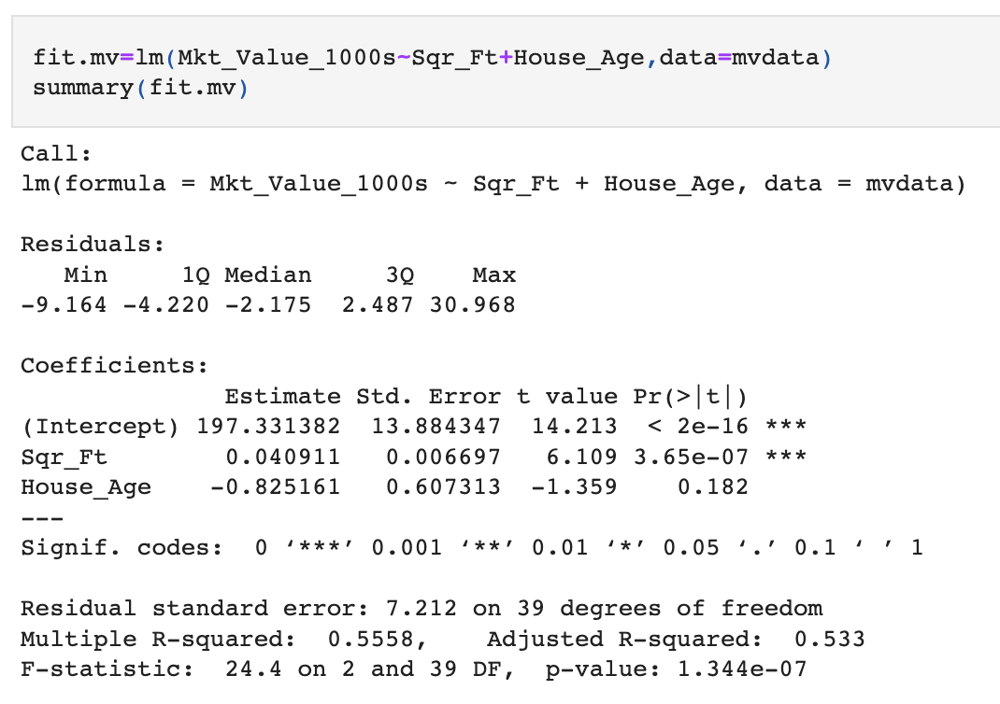 fit.mv=lm(Mkt_Value_1000s~Sqr_Ft+House_Age,data=mvdata)
summary(fit.mv)
Call:
lm(formula = Mkt_Value_1000s ~ Sqr_Ft + House_Age, data = mvdata)
Residuals:
   Min     1Q Median     3Q    Max
-9.164 -4.220 -2.175  2.487 30.968
Coefficients:
              Estimate Std. Error t value Pr(>|t|)
(Intercept) 197.331382  13.884347  14.213  < 2e-16 ***
Sqr_Ft        0.040911   0.006697   6.109 3.65e-07 ***
House_Age    -0.825161   0.607313  -1.359    0.182
---
Signif. codes:  0 ‘***’ 0.001 ‘**’ 0.01 ‘*’ 0.05 ‘.’ 0.1 ‘ ’ 1
Residual standard error: 7.212 on 39 degrees of freedom
Multiple R-squared:  0.5558,    Adjusted R-squared:  0.533
F-statistic:  24.4 on 2 and 39 DF,  p-value: 1.344e-07